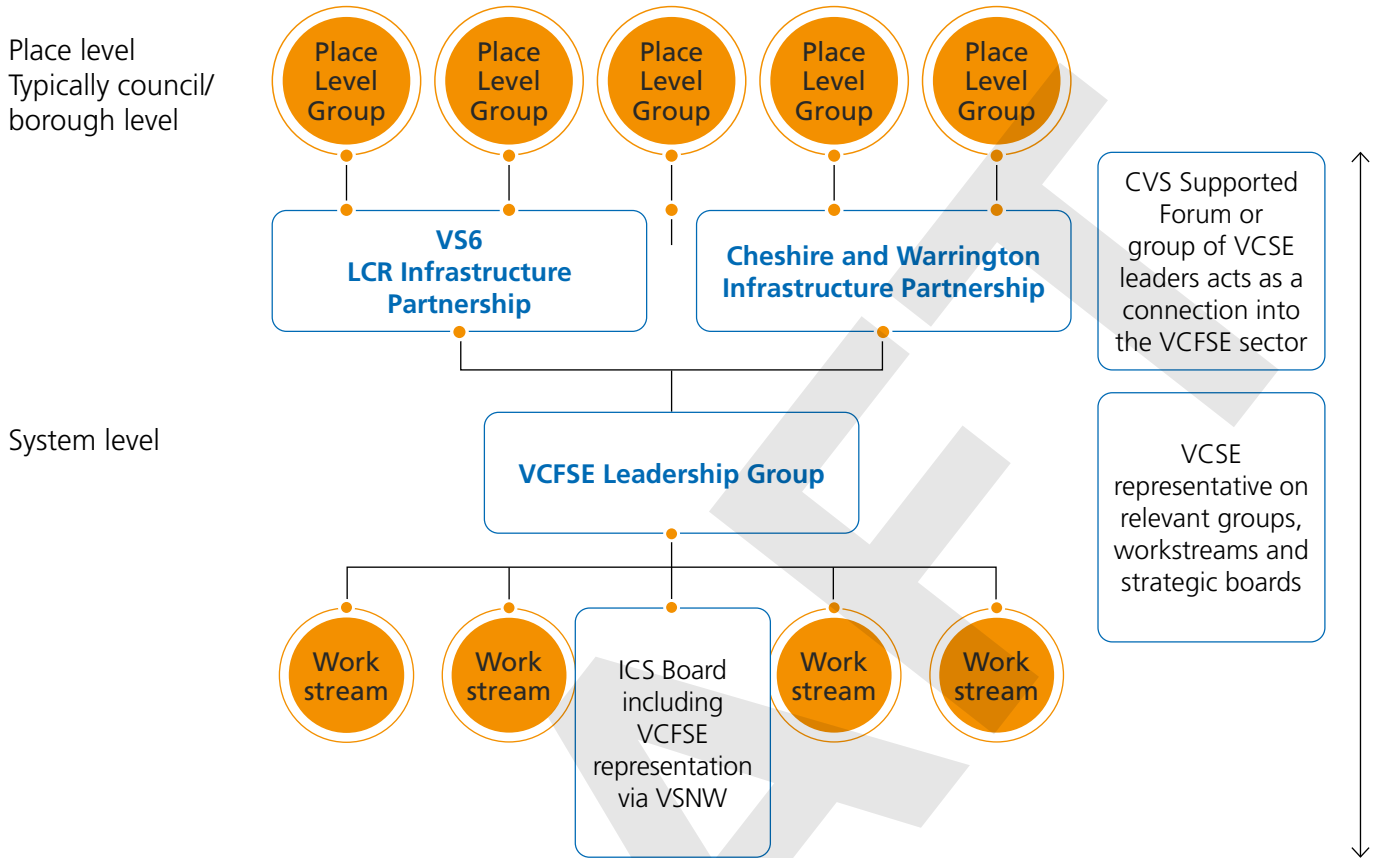 Place level
Typically council/
borough level
Place
Level
Group
Place
Level
Group
Place
Level
Group
Place
Level
Group
Place
Level
Group
VS6
LCR Infrastructure
Partnership
Cheshire and Warrington
Infrastructure Partnership
CVS Supported
Forum or
group of VCSE
leaders acts as a
connection into
the VCFSE sector
System level
VCFSE Leadership Group
VCSE
representative on
relevant groups,
workstreams and
strategic boards
Work
stream
Work
stream
ICS Board
including
VCFSE
representation
via VSNW
Work
stream
Work
stream
AFT